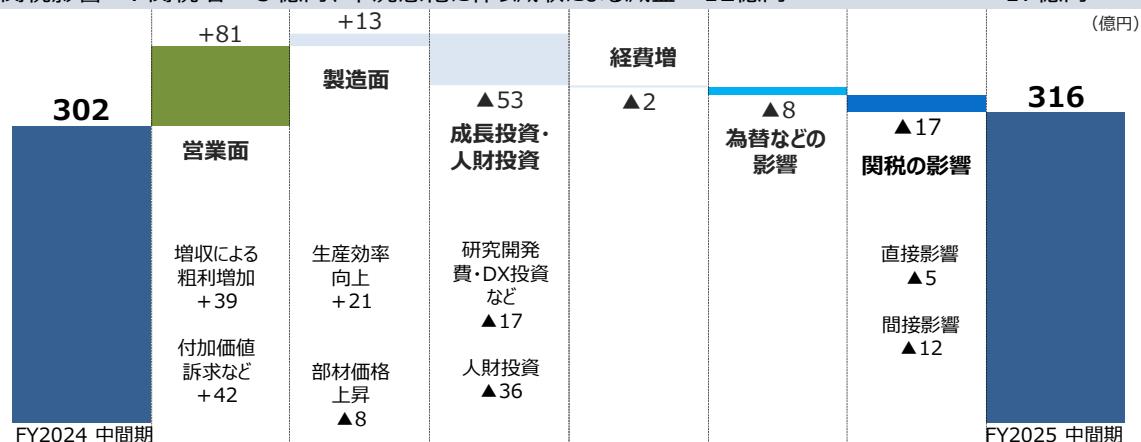 (億円)
302
+81
営業面
増収による
粗利増加
+39
付加価値
訴求など
+42
+13
製造面
生産効率
向上
+21
部材価格
上昇
▲8
▲53
成長投資・
人財投資
研究開発
費・DX投資
など
▲17
人財投資
▲36
経費増
▲2
▲8
為替などの
影響
▲17
関税の影響
直接影響
▲5
間接影響
▲12
316
FY2024 中間期
FY2025 中間期